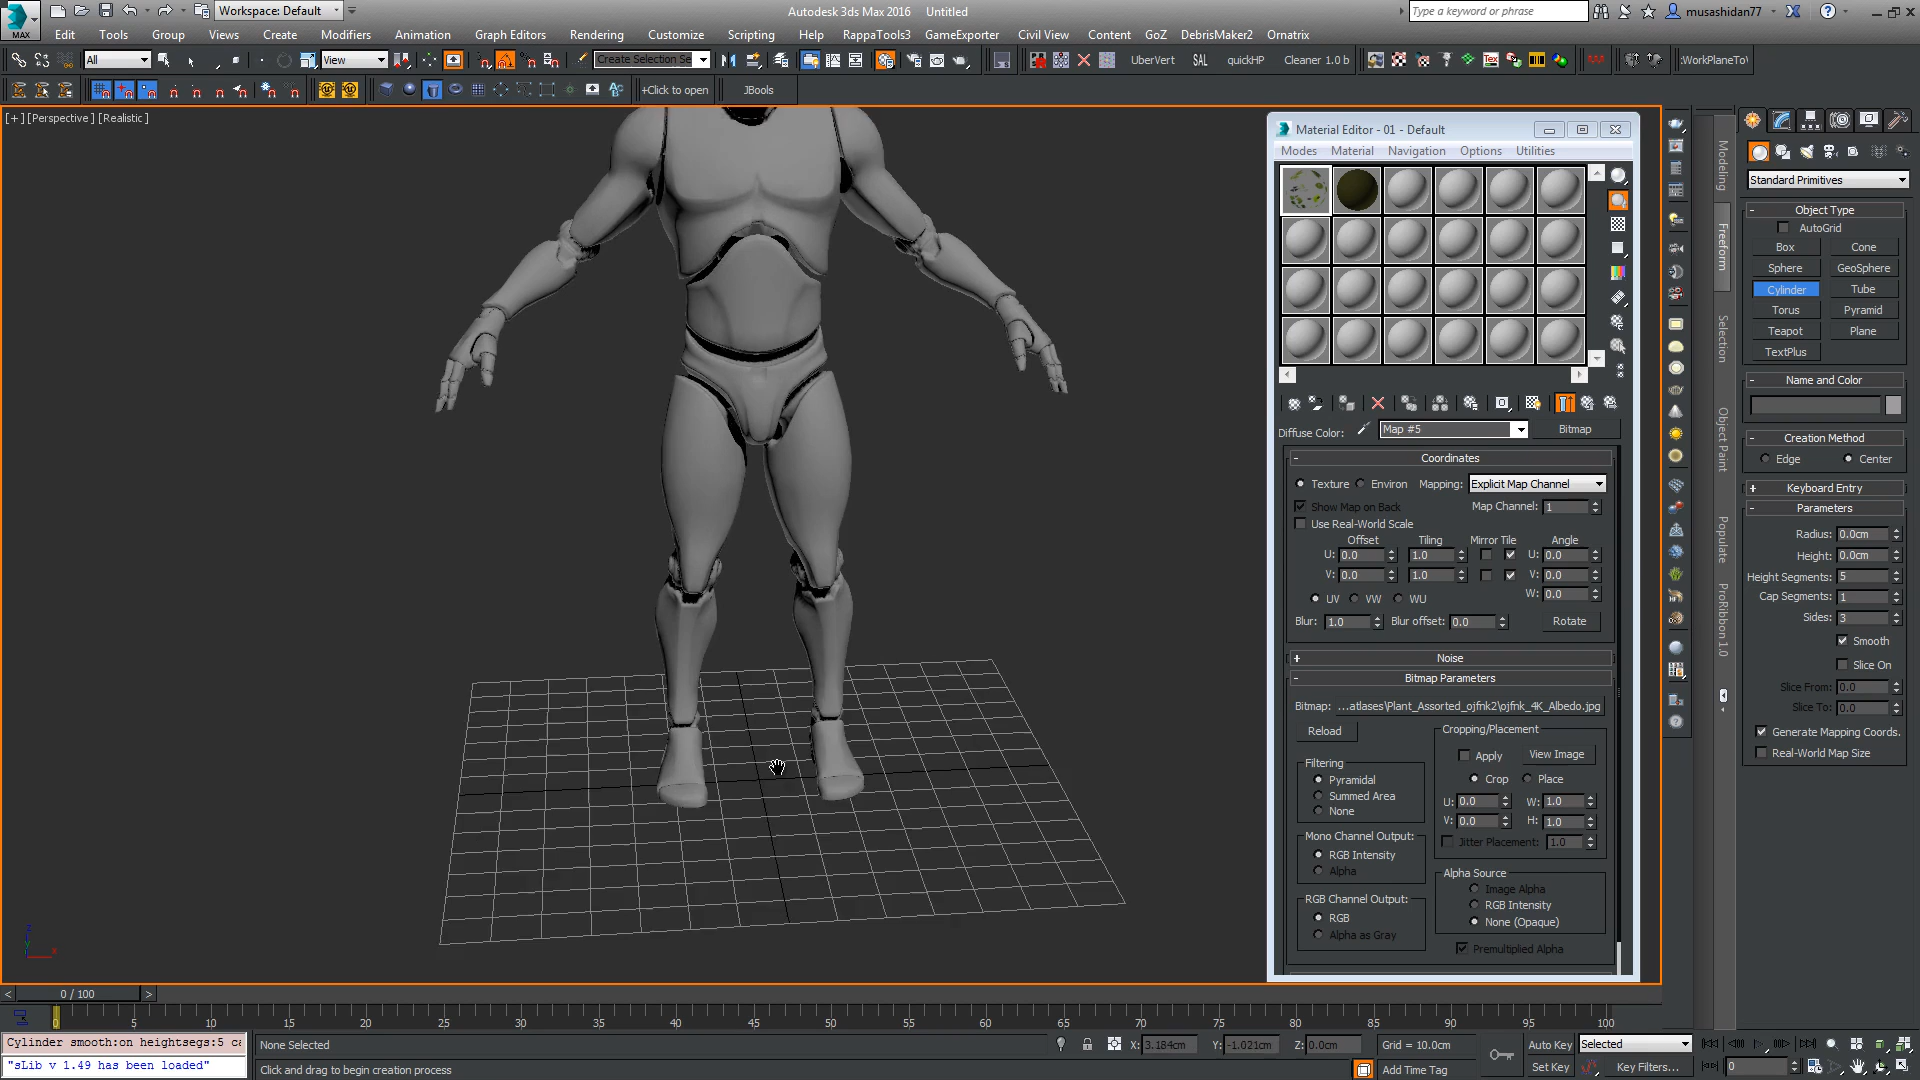 Workspace: Default
Autodesk 3ds Max 2016 Untitled
Type a keyword or phrase
musashidan77
MAX
Edit Tools Group Views Create Modifiers Animation Graph Editors Rendering Customize Scripting Help RappaTools3 GameExporter Civil View Content GoZ DebrisMaker2 Ornatrix
All
View
Create Selection Se
UberVert SAL quickHP Cleaner 1.0 b
:WorkPlaneTo\
+Click to open
JBools
[+] [Perspective] [Realistic]
Material Editor - 01 - Default
Modes Material Navigation Options Utilities
Diffuse Color: Map #5 Bitmap
- Coordinates
Texture Environ Mapping: Explicit Map Channel
Show Map on Back Map Channel: 1
Use Real-World Scale
Offset Tiling Mirror Tile Angle
U: 0.0 1.0 U: 0.0
V: 0.0 1.0 V: 0.0
W: 0.0
UV VW WU
Blur: 1.0 Blur offset: 0.0 Rotate
+ Noise
- Bitmap Parameters
Bitmap: ...atlases\Plant_Assorted_ojfnk2\ojfnk_4K_Albedo.jpg
Reload
Cropping/Placement
Apply View Image
Crop Place
U: 0.0 W: 1.0
V: 0.0 H: 1.0
Jitter Placement: 1.0
Filtering
Pyramidal
Summed Area
None
Mono Channel Output:
RGB Intensity
Alpha
RGB Channel Output:
RGB
Alpha as Gray
Alpha Source
Image Alpha
RGB Intensity
None (Opaque)
Premultiplied Alpha
Modeling
Freeform
Selection
Object Paint
Populate
ProRibbon 1.0
Standard Primitives
- Object Type
AutoGrid
Box Cone
Sphere GeoSphere
Cylinder Tube
Torus Pyramid
Teapot Plane
TextPlus
- Name and Color
- Creation Method
Edge Center
+ Keyboard Entry
- Parameters
Radius: 0.0cm
Height: 0.0cm
Height Segments: 5
Cap Segments: 1
Sides: 3
Smooth
Slice On
Slice From: 0.0
Slice To: 0.0
Generate Mapping Coords.
Real-World Map Size
< 0 / 100 >
0 5 10 15 20 25 30 35 40 45 50 55 60 65 70 75 80 85 90 95 100
Cylinder smooth:on heightsegs:5 ca
"sLib v 1.49 has been loaded"
None Selected
Click and drag to begin creation process
X: 3.184cm Y: -1.021cm Z: 0.0cm Grid = 10.0cm
Add Time Tag
Auto Key Selected
Set Key Key Filters...
0